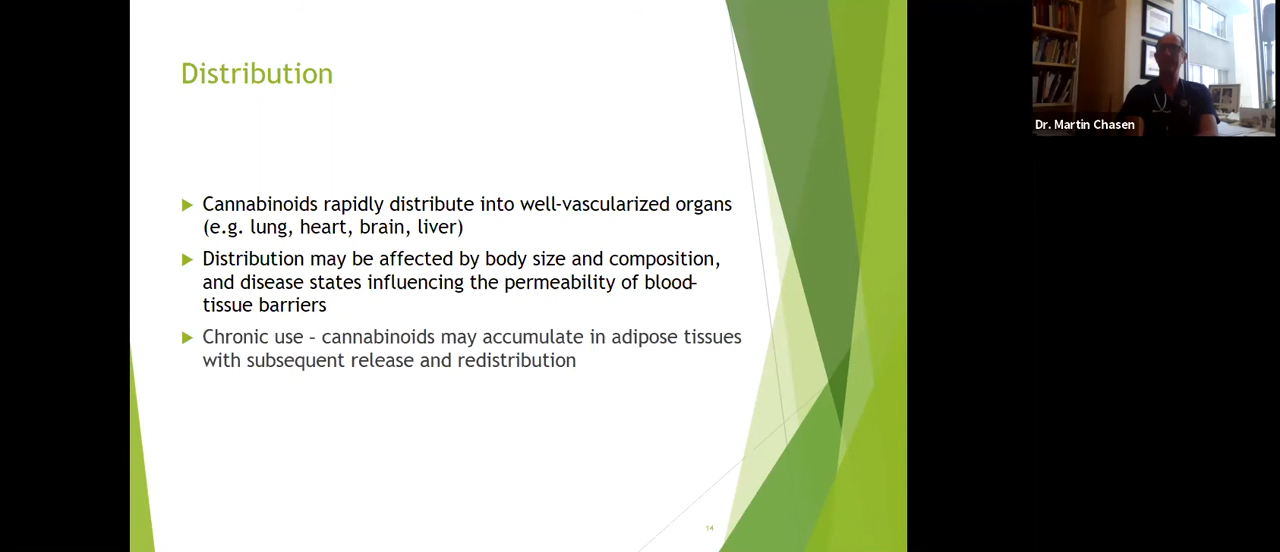 Distribution
Cannabinoids rapidly distribute into well-vascularized organs
(e.g. lung, heart, brain, liver)
Distribution may be affected by body size and composition,
and disease states influencing the permeability of blood-
tissue barriers
Chronic use - cannabinoids may accumulate in adipose tissues
with subsequent release and redistribution
14
Dr. Martin Chasen